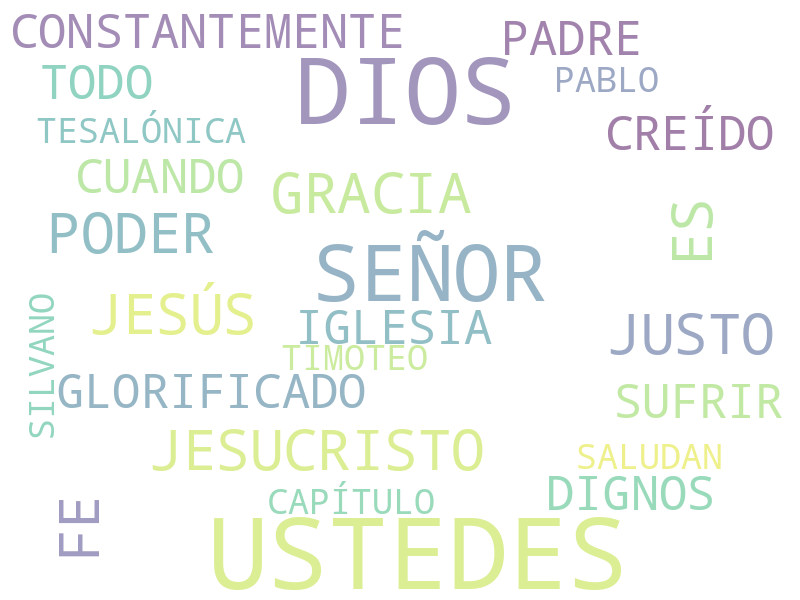 CONSTANTEMENTE
PADRE
DIOS
TODO
PABLO
TESALÓNICA
CREÍDO
CUANDO
GRACIA
ES
PODER
SEÑOR
JESÚS
IGLESIA
JUSTO
TIMOTEO
SILVANO
GLORIFICADO
SUFRIR
JESUCRISTO
SALUDAN
DIGNOS
CAPÍTULO
FE
USTEDES